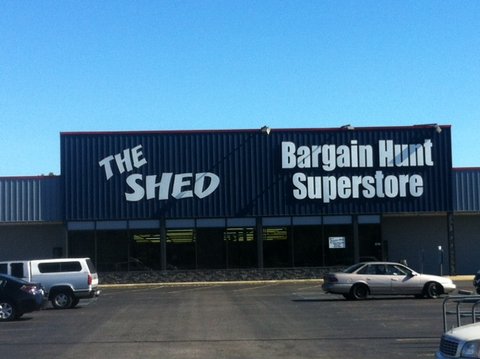 THE
SHED
Bargain Hunt
Superstore